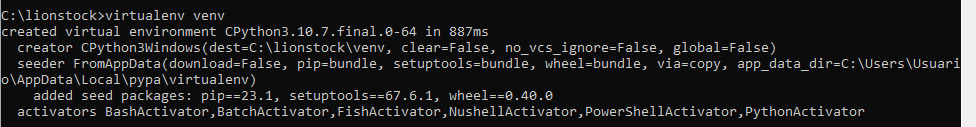 C:\lionstock>virtualenv venv
created virtual environment CPython3.10.7.final.0-64 in 887ms
  creator CPython3Windows(dest=C:\lionstock\venv, clear=False, no_vcs_ignore=False, global=False)
  seeder FromAppData(download=False, pip=bundle, setuptools=bundle, wheel=bundle, via=copy, app_data_dir=C:\Users\Usuari
o\AppData\Local\pypa\virtualenv)
    added seed packages: pip==23.1, setuptools==67.6.1, wheel==0.40.0
  activators BashActivator,BatchActivator,FishActivator,NushellActivator,PowerShellActivator,PythonActivator